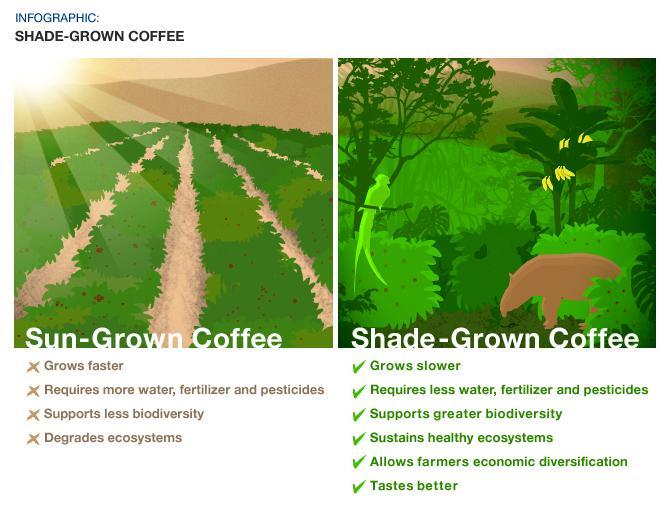 INFOGRAPHIC:
SHADE-GROWN COFFEE
Sun-Grown Coffee
Grows faster
Requires more water, fertilizer and pesticides
Supports less biodiversity
Degrades ecosystems
Shade-Grown Coffee
Grows slower
Requires less water, fertilizer and pesticides
Supports greater biodiversity
Sustains healthy ecosystems
Allows farmers economic diversification
Tastes better